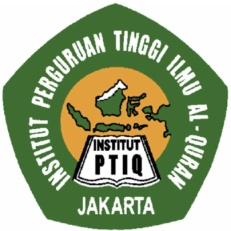 INSTITUT PERGURUAN TINGGI ILMU Al - QURAN
INSTITUT
PTIQ
JAKARTA